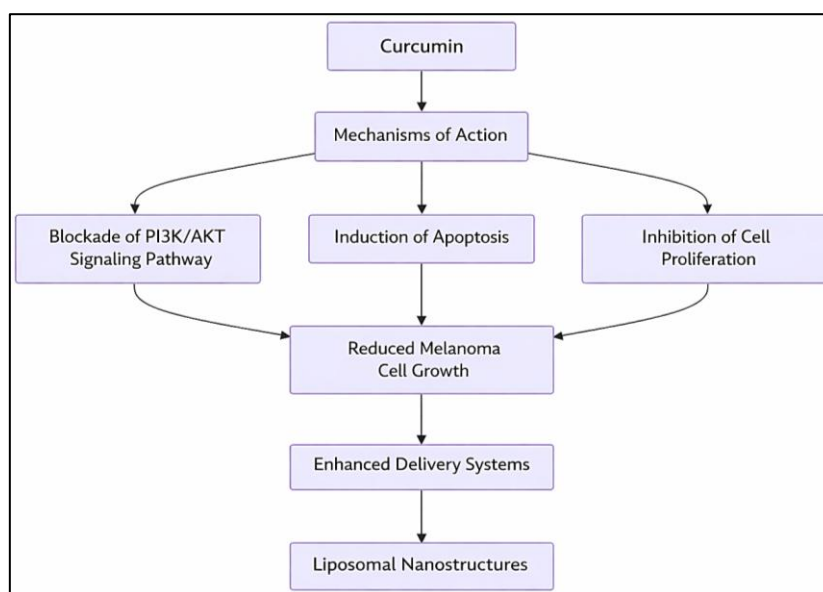 Curcumin
Mechanisms of Action
Blockade of PI3K/AKT
Signaling Pathway
Induction of Apoptosis
Inhibition of Cell
Proliferation
Reduced Melanoma
Cell Growth
Enhanced Delivery Systems
Liposomal Nanostructures